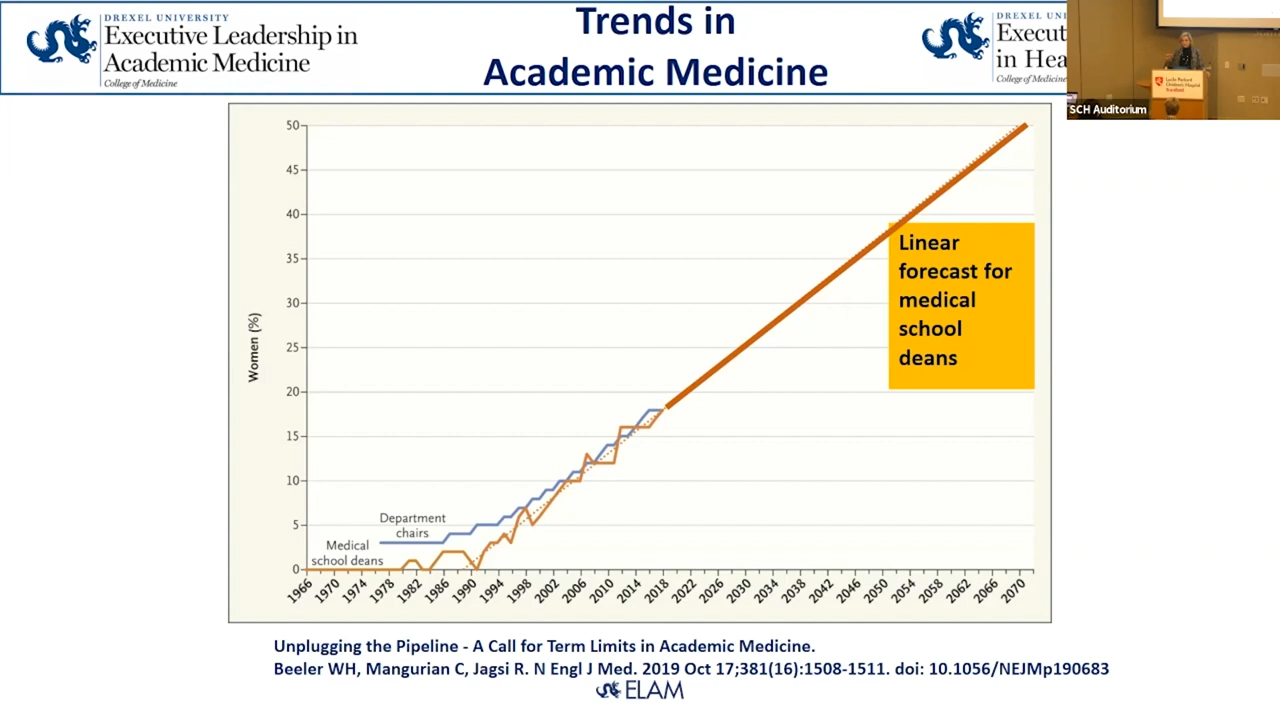 DREXEL UNIVERSITY
Executive Leadership in
Academic Medicine
College of Medicine
Trends in
Academic Medicine
DREXEL UNI
Execut
in Hea
College of Medicine
SCH Auditorium
Women (%)
50
45
40
35
30
25
20
15
10
5
0
Linear
forecast for
medical
school
deans
Department
chairs
Medical
school deans
1966 1970 1974 1978 1982 1986 1990 1994 1998 2002 2006 2010 2014 2018 2022 2026 2030 2034 2038 2042 2046 2050 2054 2058 2062 2066 2070
Unplugging the Pipeline - A Call for Term Limits in Academic Medicine.
Beeler WH, Mangurian C, Jagsi R. N Engl J Med. 2019 Oct 17;381(16):1508-1511. doi: 10.1056/NEJMp190683
ELAM